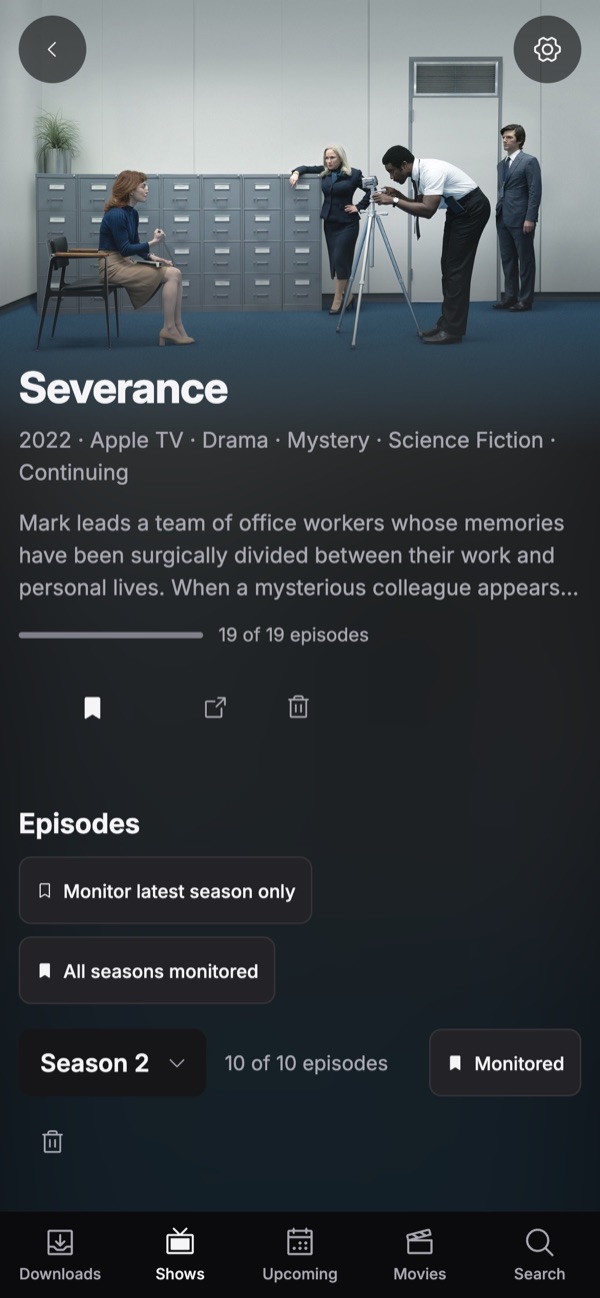 Severance
2022 · Apple TV · Drama · Mystery · Science Fiction ·
Continuing
Mark leads a team of office workers whose memories
have been surgically divided between their work and
personal lives. When a mysterious colleague appears...
19 of 19 episodes
Episodes
Monitor latest season only
All seasons monitored
Season 2 10 of 10 episodes Monitored
Downloads Shows Upcoming Movies Search